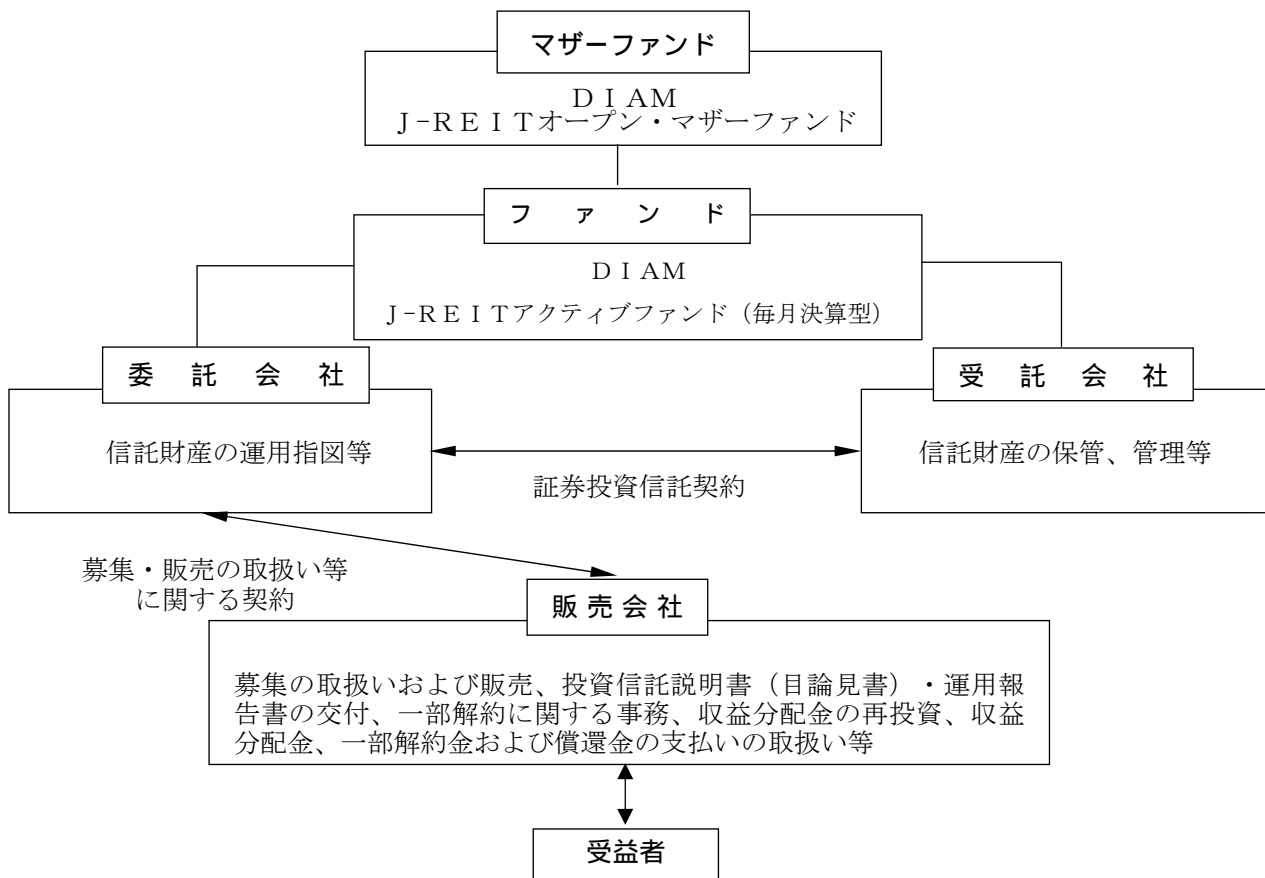 マザーファンド
ＤＩＡＭ
Ｊ-ＲＥＩＴオープン・マザーファンド
ファンド
ＤＩＡＭ
Ｊ-ＲＥＩＴアクティブファンド（毎月決算型）
委託会社
受託会社
信託財産の運用指図等
信託財産の保管、管理等
証券投資信託契約
募集・販売の取扱い等
に関する契約
販売会社
募集の取扱いおよび販売、投資信託説明書（目論見書）・運用報
告書の交付、一部解約に関する事務、収益分配金の再投資、収益
分配金、一部解約金および償還金の支払いの取扱い等
受益者